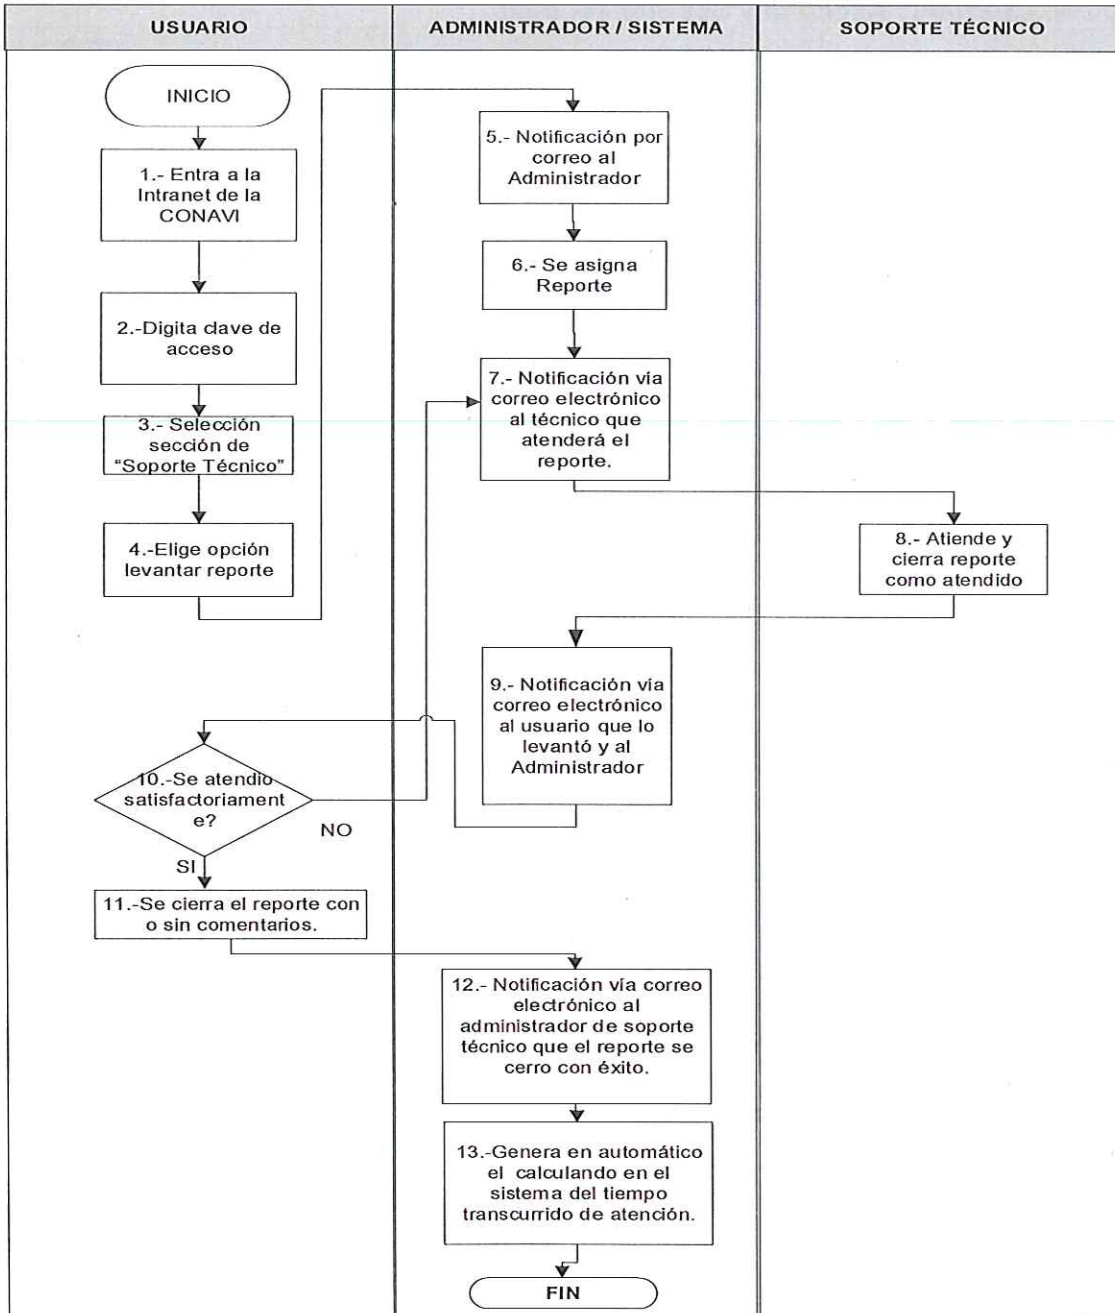 USUARIO
ADMINISTRADOR / SISTEMA
SOPORTE TÉCNICO
INICIO
1.- Entra a la
Intranet de la
CONAVI
2.-Digita clave de
acceso
3.- Selección
sección de
"Soporte Técnico"
4.-Elige opción
levantar reporte
5.- Notificación por
correo al
Administrador
6.- Se asigna
Reporte
7.- Notificación vía
correo electrónico
al técnico que
atenderá el
reporte.
8.- Atiende y
cierra reporte
como atendido
9.- Notificación vía
correo electrónico
al usuario que lo
levantó y al
Administrador
10.-Se atendio
satisfactoriament
e?
NO
SI
11.-Se cierra el reporte con
o sin comentarios.
12.- Notificación vía correo
electrónico al
administrador de soporte
técnico que el reporte se
cerro con éxito.
13.-Genera en automático
el calculando en el
sistema del tiempo
transcurrido de atención.
FIN